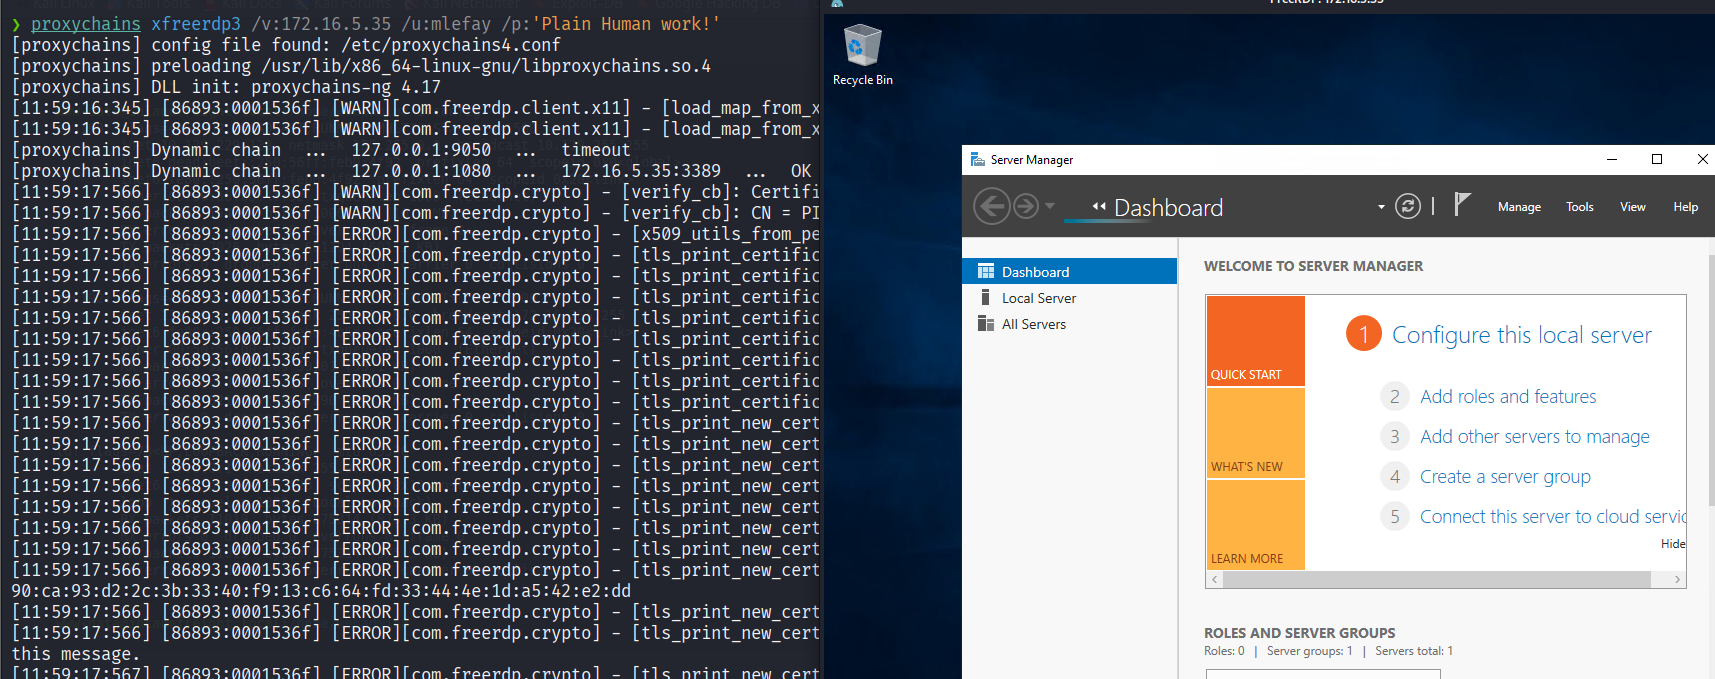 ❯ proxychains xfreerdp3 /v:172.16.5.35 /u:mlefay /p:'Plain Human work!'
[proxychains] config file found: /etc/proxychains4.conf
[proxychains] preloading /usr/lib/x86_64-linux-gnu/libproxychains.so.4
[proxychains] DLL init: proxychains-ng 4.17
[11:59:16:345] [86893:0001536f] [WARN][com.freerdp.client.x11] - [load_map_from_x
[11:59:16:345] [86893:0001536f] [WARN][com.freerdp.client.x11] - [load_map_from_x
[proxychains] Dynamic chain ... 127.0.0.1:9050 ... timeout
[proxychains] Dynamic chain ... 127.0.0.1:1080 ... 172.16.5.35:3389 ... OK
[11:59:17:565] [86893:0001536f] [WARN][com.freerdp.crypto] - [verify_cb]: Certifi
[11:59:17:566] [86893:0001536f] [WARN][com.freerdp.crypto] - [verify_cb]: CN = PI
[11:59:17:566] [86893:0001536f] [ERROR][com.freerdp.crypto] - [x509_utils_from_pe
[11:59:17:566] [86893:0001536f] [ERROR][com.freerdp.crypto] - [tls_print_certific
[11:59:17:566] [86893:0001536f] [ERROR][com.freerdp.crypto] - [tls_print_certific
[11:59:17:566] [86893:0001536f] [ERROR][com.freerdp.crypto] - [tls_print_certific
[11:59:17:566] [86893:0001536f] [ERROR][com.freerdp.crypto] - [tls_print_certific
[11:59:17:566] [86893:0001536f] [ERROR][com.freerdp.crypto] - [tls_print_certific
[11:59:17:566] [86893:0001536f] [ERROR][com.freerdp.crypto] - [tls_print_certific
[11:59:17:566] [86893:0001536f] [ERROR][com.freerdp.crypto] - [tls_print_certific
[11:59:17:566] [86893:0001536f] [ERROR][com.freerdp.crypto] - [tls_print_certific
[11:59:17:566] [86893:0001536f] [ERROR][com.freerdp.crypto] - [tls_print_new_cert
[11:59:17:566] [86893:0001536f] [ERROR][com.freerdp.crypto] - [tls_print_new_cert
[11:59:17:566] [86893:0001536f] [ERROR][com.freerdp.crypto] - [tls_print_new_cert
[11:59:17:566] [86893:0001536f] [ERROR][com.freerdp.crypto] - [tls_print_new_cert
[11:59:17:566] [86893:0001536f] [ERROR][com.freerdp.crypto] - [tls_print_new_cert
[11:59:17:566] [86893:0001536f] [ERROR][com.freerdp.crypto] - [tls_print_new_cert
[11:59:17:566] [86893:0001536f] [ERROR][com.freerdp.crypto] - [tls_print_new_cert
[11:59:17:566] [86893:0001536f] [ERROR][com.freerdp.crypto] - [tls_print_new_cert
90:ca:93:d2:2c:3b:33:40:f9:13:c6:64:fd:33:44:4e:1d:a5:42:e2:dd
[11:59:17:566] [86893:0001536f] [ERROR][com.freerdp.crypto] - [tls_print_new_cert
[11:59:17:566] [86893:0001536f] [ERROR][com.freerdp.crypto] - [tls_print_new_cert
this message.
[11:59:17:567] [86893:0001536f] [ERROR][com.freerdp.crypto] - [tls_print_new_cert
FreeRDP: 172.16.5.35
Recycle Bin
Server Manager
Dashboard
Manage Tools View Help
Dashboard
Local Server
All Servers
WELCOME TO SERVER MANAGER
QUICK START
WHAT'S NEW
LEARN MORE
1 Configure this local server
2 Add roles and features
3 Add other servers to manage
4 Create a server group
5 Connect this server to cloud servic
Hide
ROLES AND SERVER GROUPS
Roles: 0 | Server groups: 1 | Servers total: 1